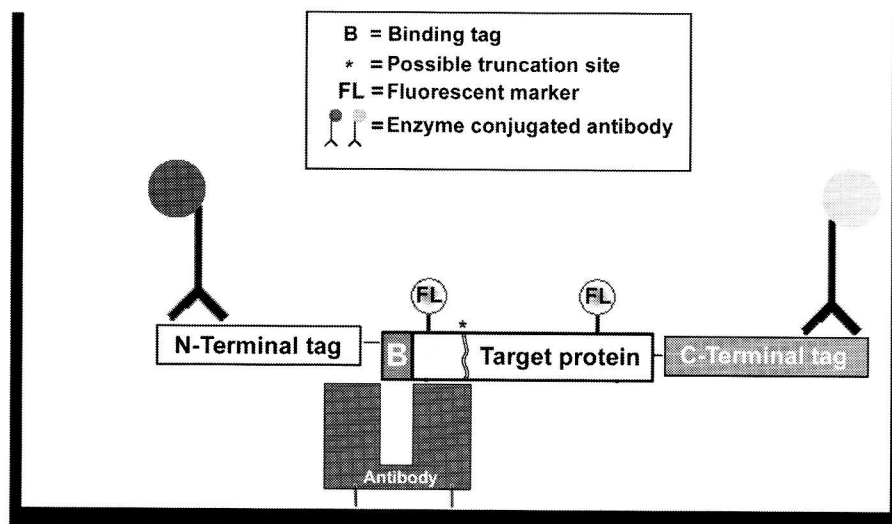 B = Binding tag
* = Possible truncation site
FL = Fluorescent marker
= Enzyme conjugated antibody
FL
FL
*
N-Terminal tag
B
Target protein
C-Terminal tag
Antibody